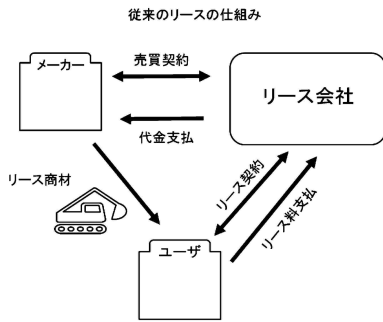 従来のリースの仕組み
メーカー
売買契約
リース会社
代金支払
リース商材
リース契約
リース料支払
ユーザ